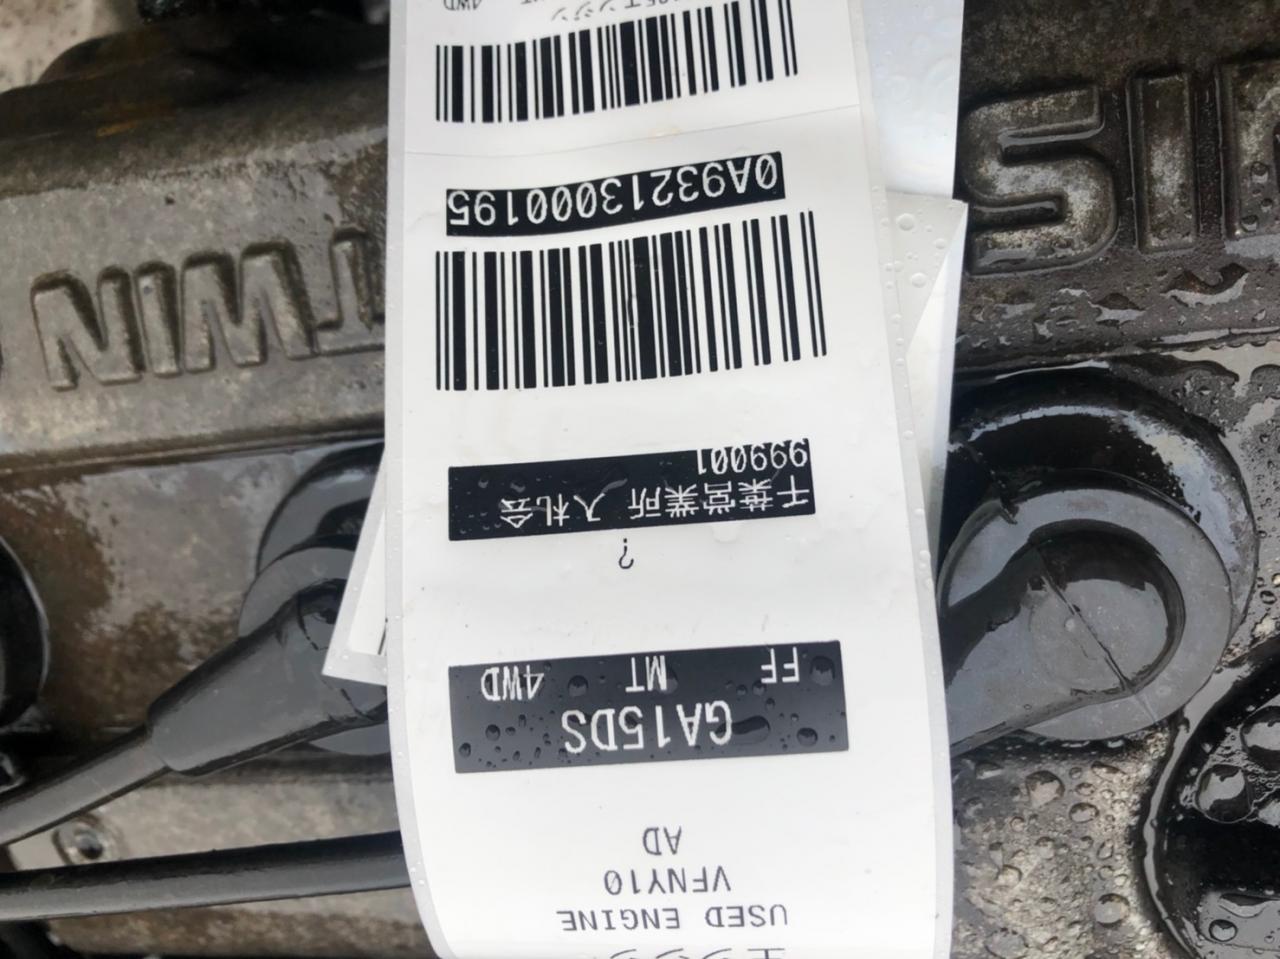 USED ENGINE
VFNY10
AD
GA15DS
FF MT 4WD
?
千葉営業所 入札会
999001
0A93213000195
4WD
TWIN